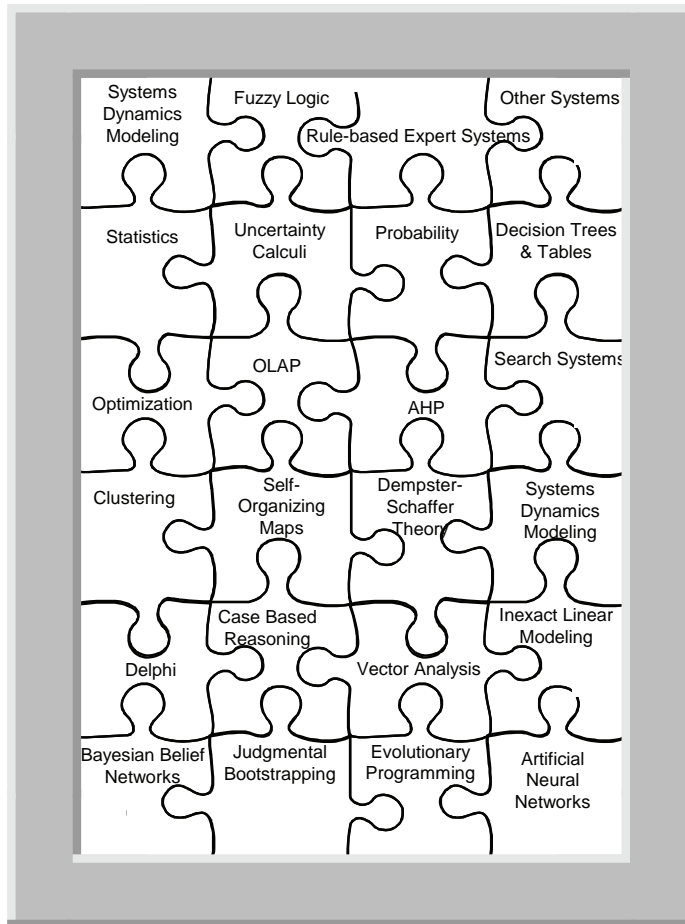 Systems
Dynamics
Modeling
Fuzzy Logic
Rule-based Expert Systems
Other Systems
Statistics
Uncertainty
Calculi
Probability
Decision Trees
& Tables
Optimization
OLAP
AHP
Search Systems
Clustering
Self-
Organizing
Maps
Dempster-
Schaffer
Theory
Systems
Dynamics
Modeling
Delphi
Case Based
Reasoning
Vector Analysis
Inexact Linear
Modeling
Bayesian Belief
Networks
Judgmental
Bootstrapping
Evolutionary
Programming
Artificial
Neural
Networks